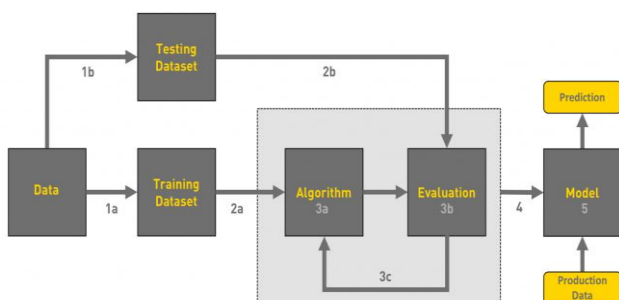 Testing
Dataset
1b
2b
Prediction
Data
1a
Training
Dataset
2a
Algorithm
3a
Evaluation
3b
4
Model
5
3c
Production
Data